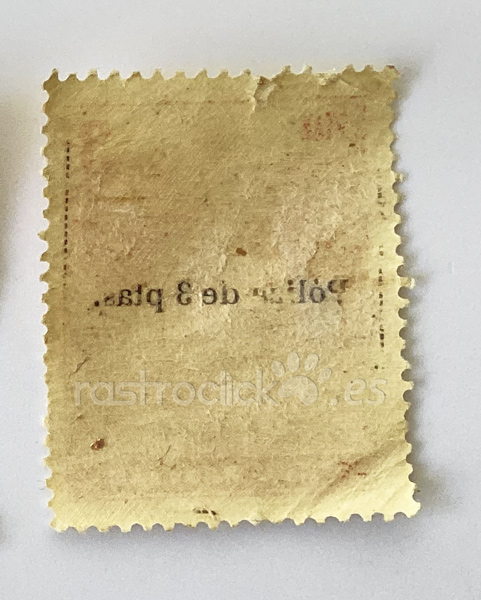 Póliza de 3 ptas.
rastroclick.es